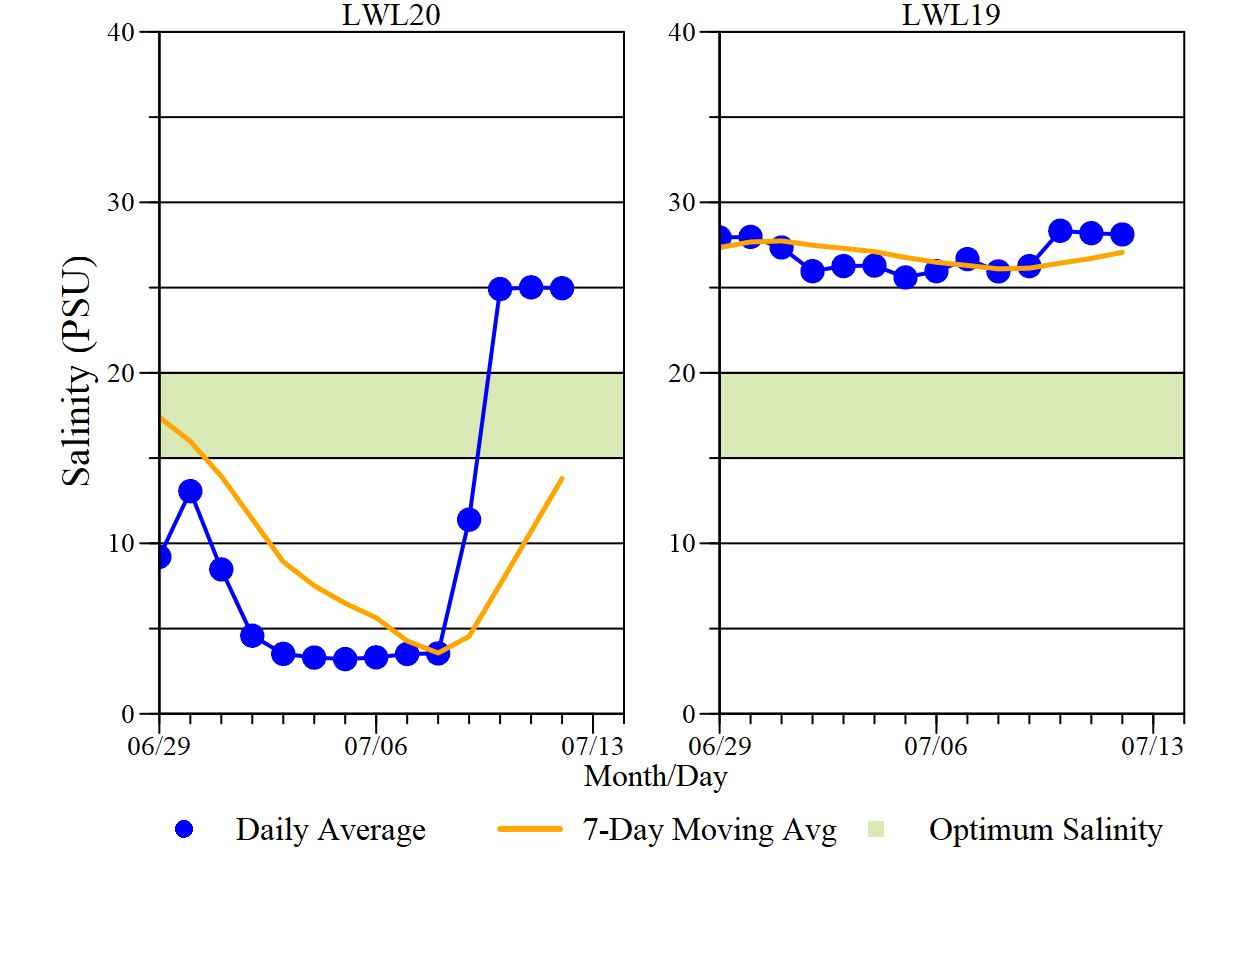 LWL20
LWL19
Salinity (PSU)
40
30
20
10
0
40
30
20
10
0
06/29
07/06
07/13
06/29
07/06
07/13
Month/Day
Daily Average
7-Day Moving Avg
Optimum Salinity